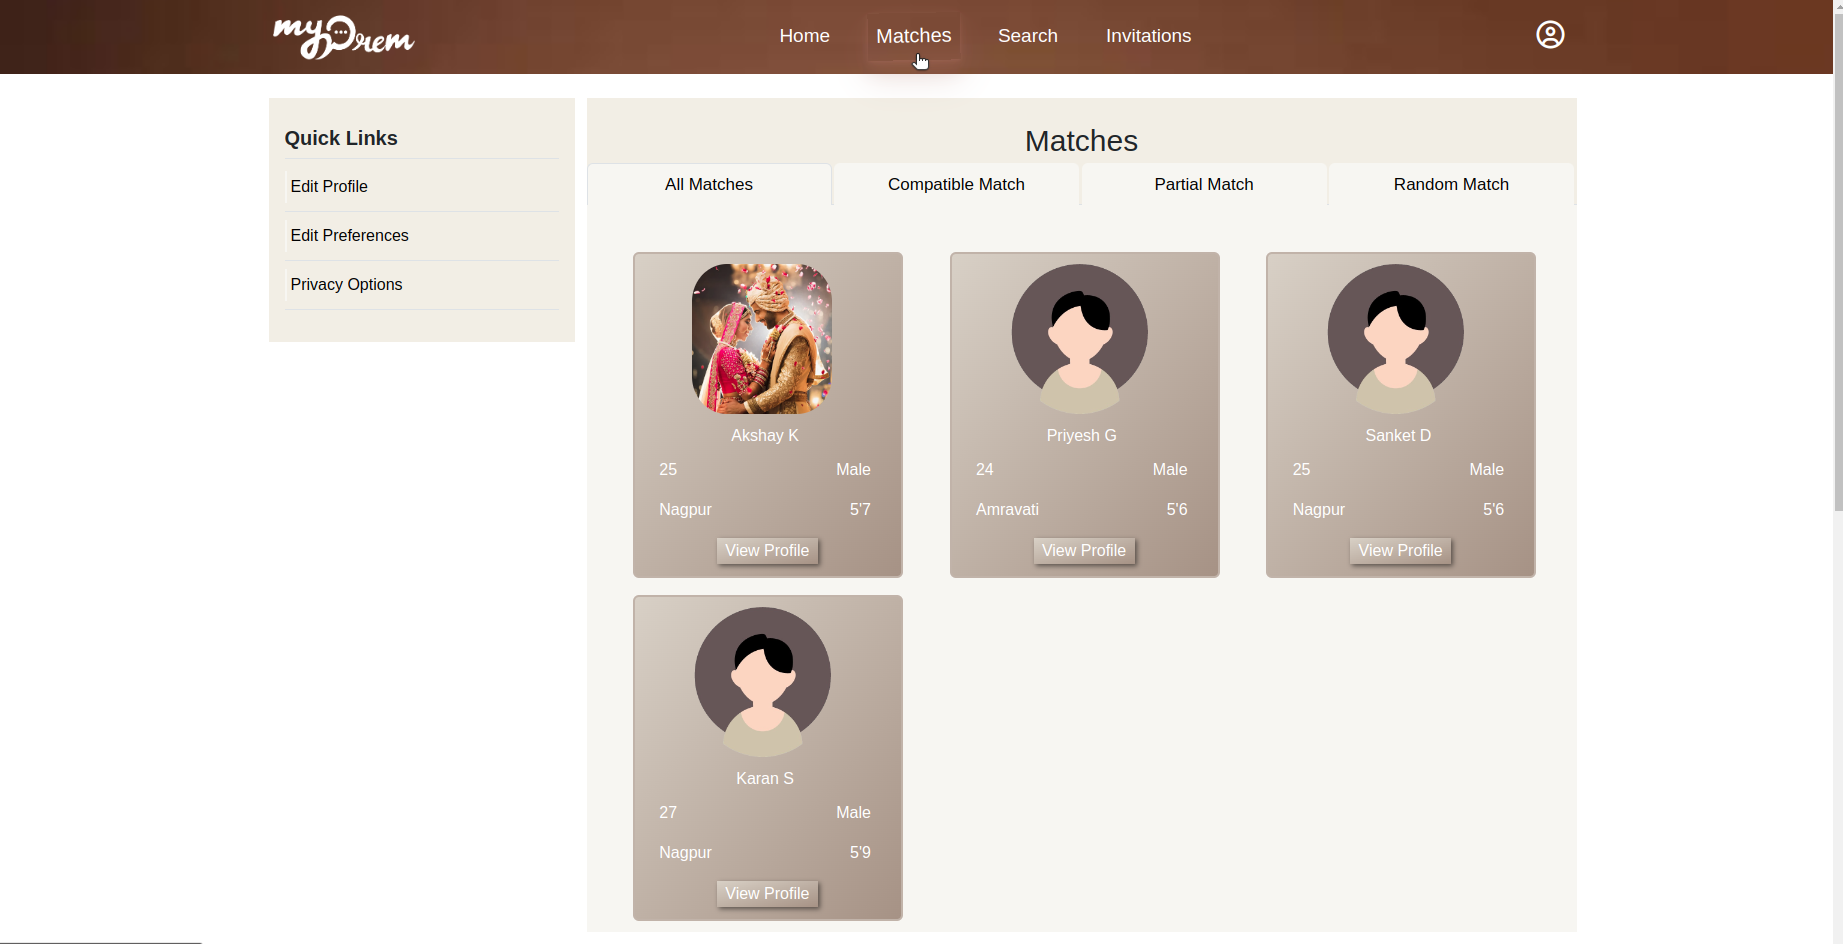 myPrem
Home
Matches
Search
Invitations
Quick Links
Edit Profile
Edit Preferences
Privacy Options
Matches
All Matches
Compatible Match
Partial Match
Random Match
Akshay K
25
Male
Nagpur
5'7
View Profile
Priyesh G
24
Male
Amravati
5'6
View Profile
Sanket D
25
Male
Nagpur
5'6
View Profile
Karan S
27
Male
Nagpur
5'9
View Profile